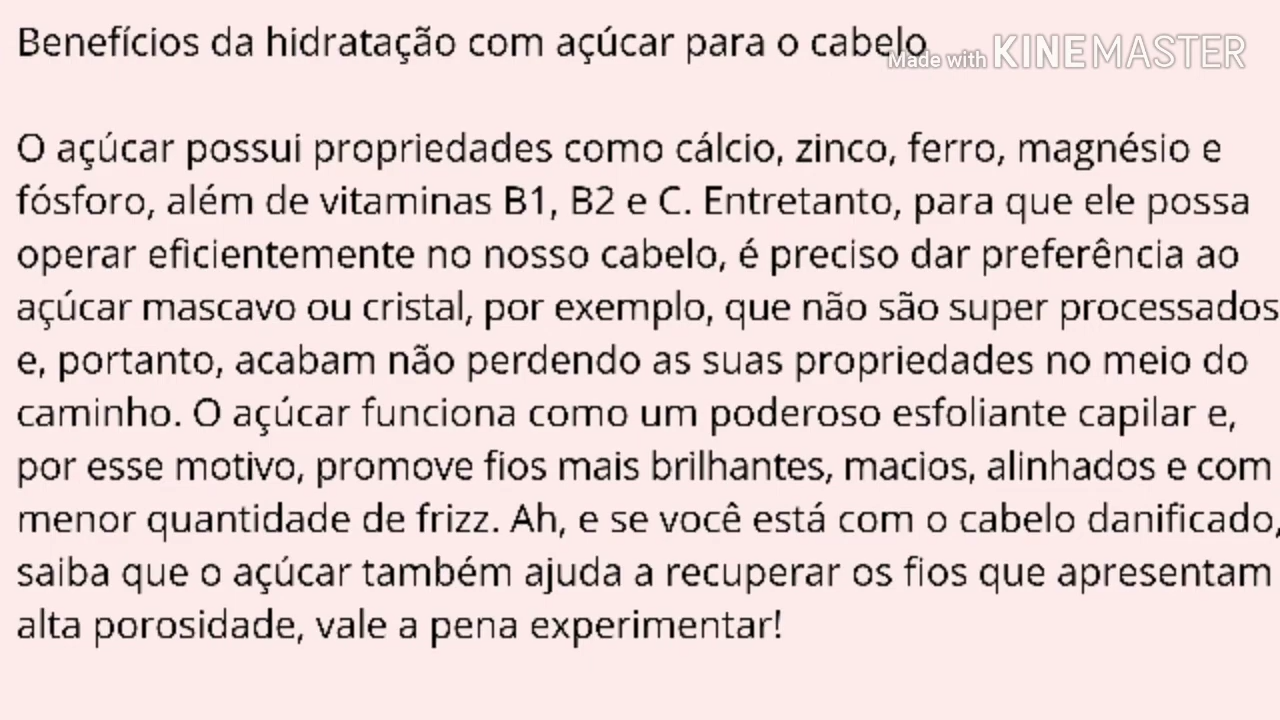 Benefícios da hidratação com açúcar para o cabelo
Made with KINEMASTER
O açúcar possui propriedades como cálcio, zinco, ferro, magnésio e
fósforo, além de vitaminas B1, B2 e C. Entretanto, para que ele possa
operar eficientemente no nosso cabelo, é preciso dar preferência ao
açúcar mascavo ou cristal, por exemplo, que não são super processados
e, portanto, acabam não perdendo as suas propriedades no meio do
caminho. O açúcar funciona como um poderoso esfoliante capilar e,
por esse motivo, promove fios mais brilhantes, macios, alinhados e com
menor quantidade de frizz. Ah, e se você está com o cabelo danificado,
saiba que o açúcar também ajuda a recuperar os fios que apresentam
alta porosidade, vale a pena experimentar!